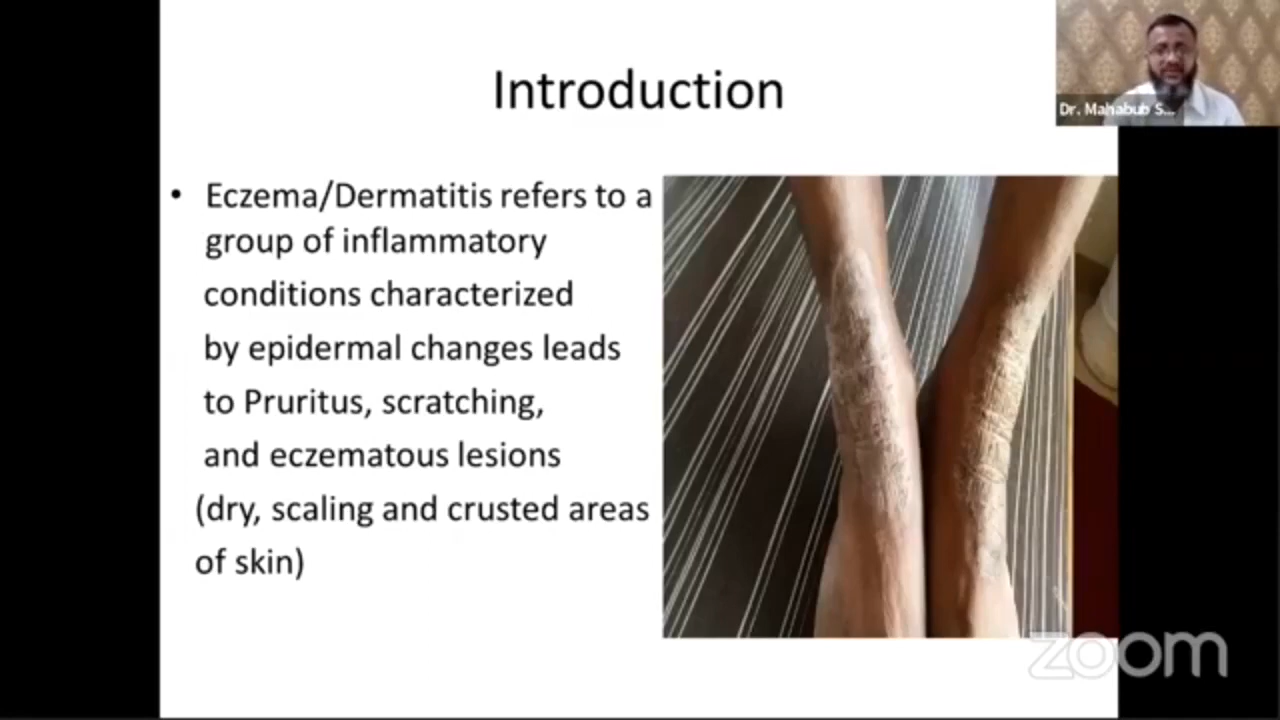 Introduction
Dr. Mahabub S...
• Eczema/Dermatitis refers to a
group of inflammatory
conditions characterized
by epidermal changes leads
to Pruritus, scratching,
and eczematous lesions
(dry, scaling and crusted areas
of skin)
zoom